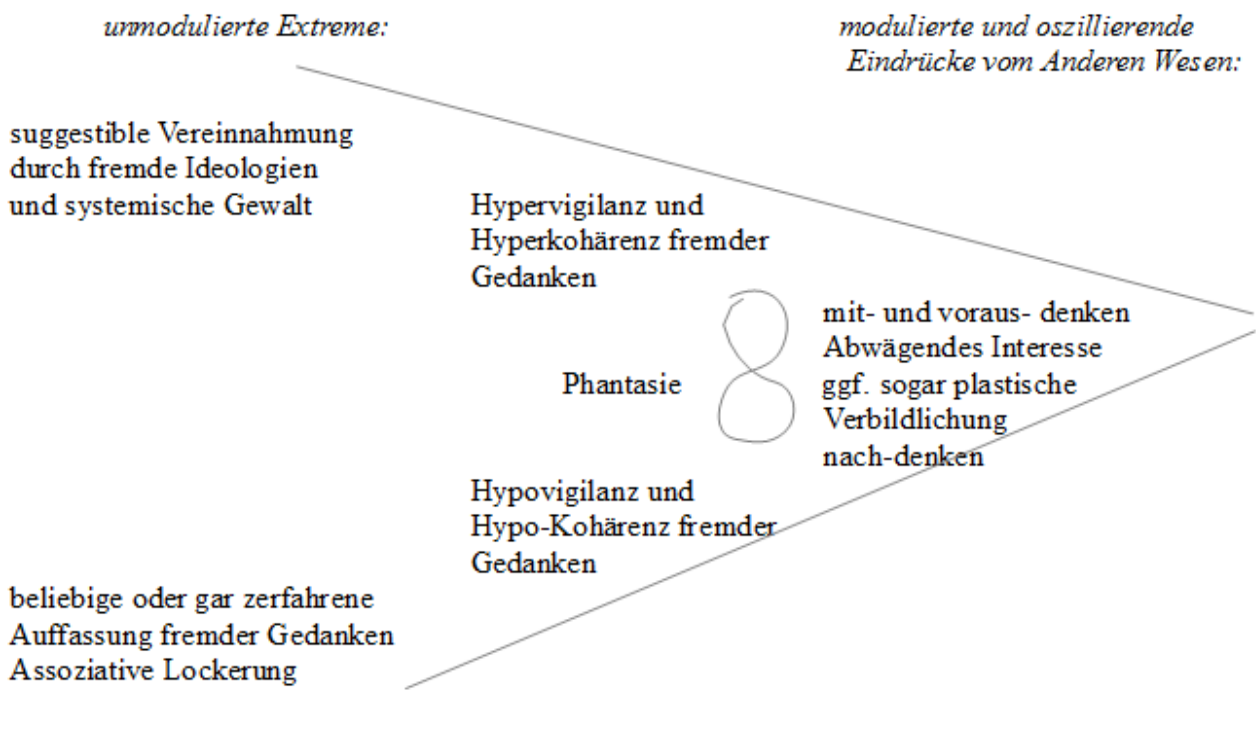 unmodulierte Extreme:
modulierte und oszillierende
Eindrücke vom Anderen Wesen:
suggestible Vereinnahmung
durch fremde Ideologien
und systemische Gewalt
Hypervigilanz und
Hyperkohärenz fremder
Gedanken
mit- und voraus- denken
Abwägendes Interesse
ggf. sogar plastische
Verbildlichung
nach-denken
Phantasie
Hypovigilanz und
Hypo-Kohärenz fremder
Gedanken
beliebige oder gar zerfahrene
Auffassung fremder Gedanken
Assoziative Lockerung